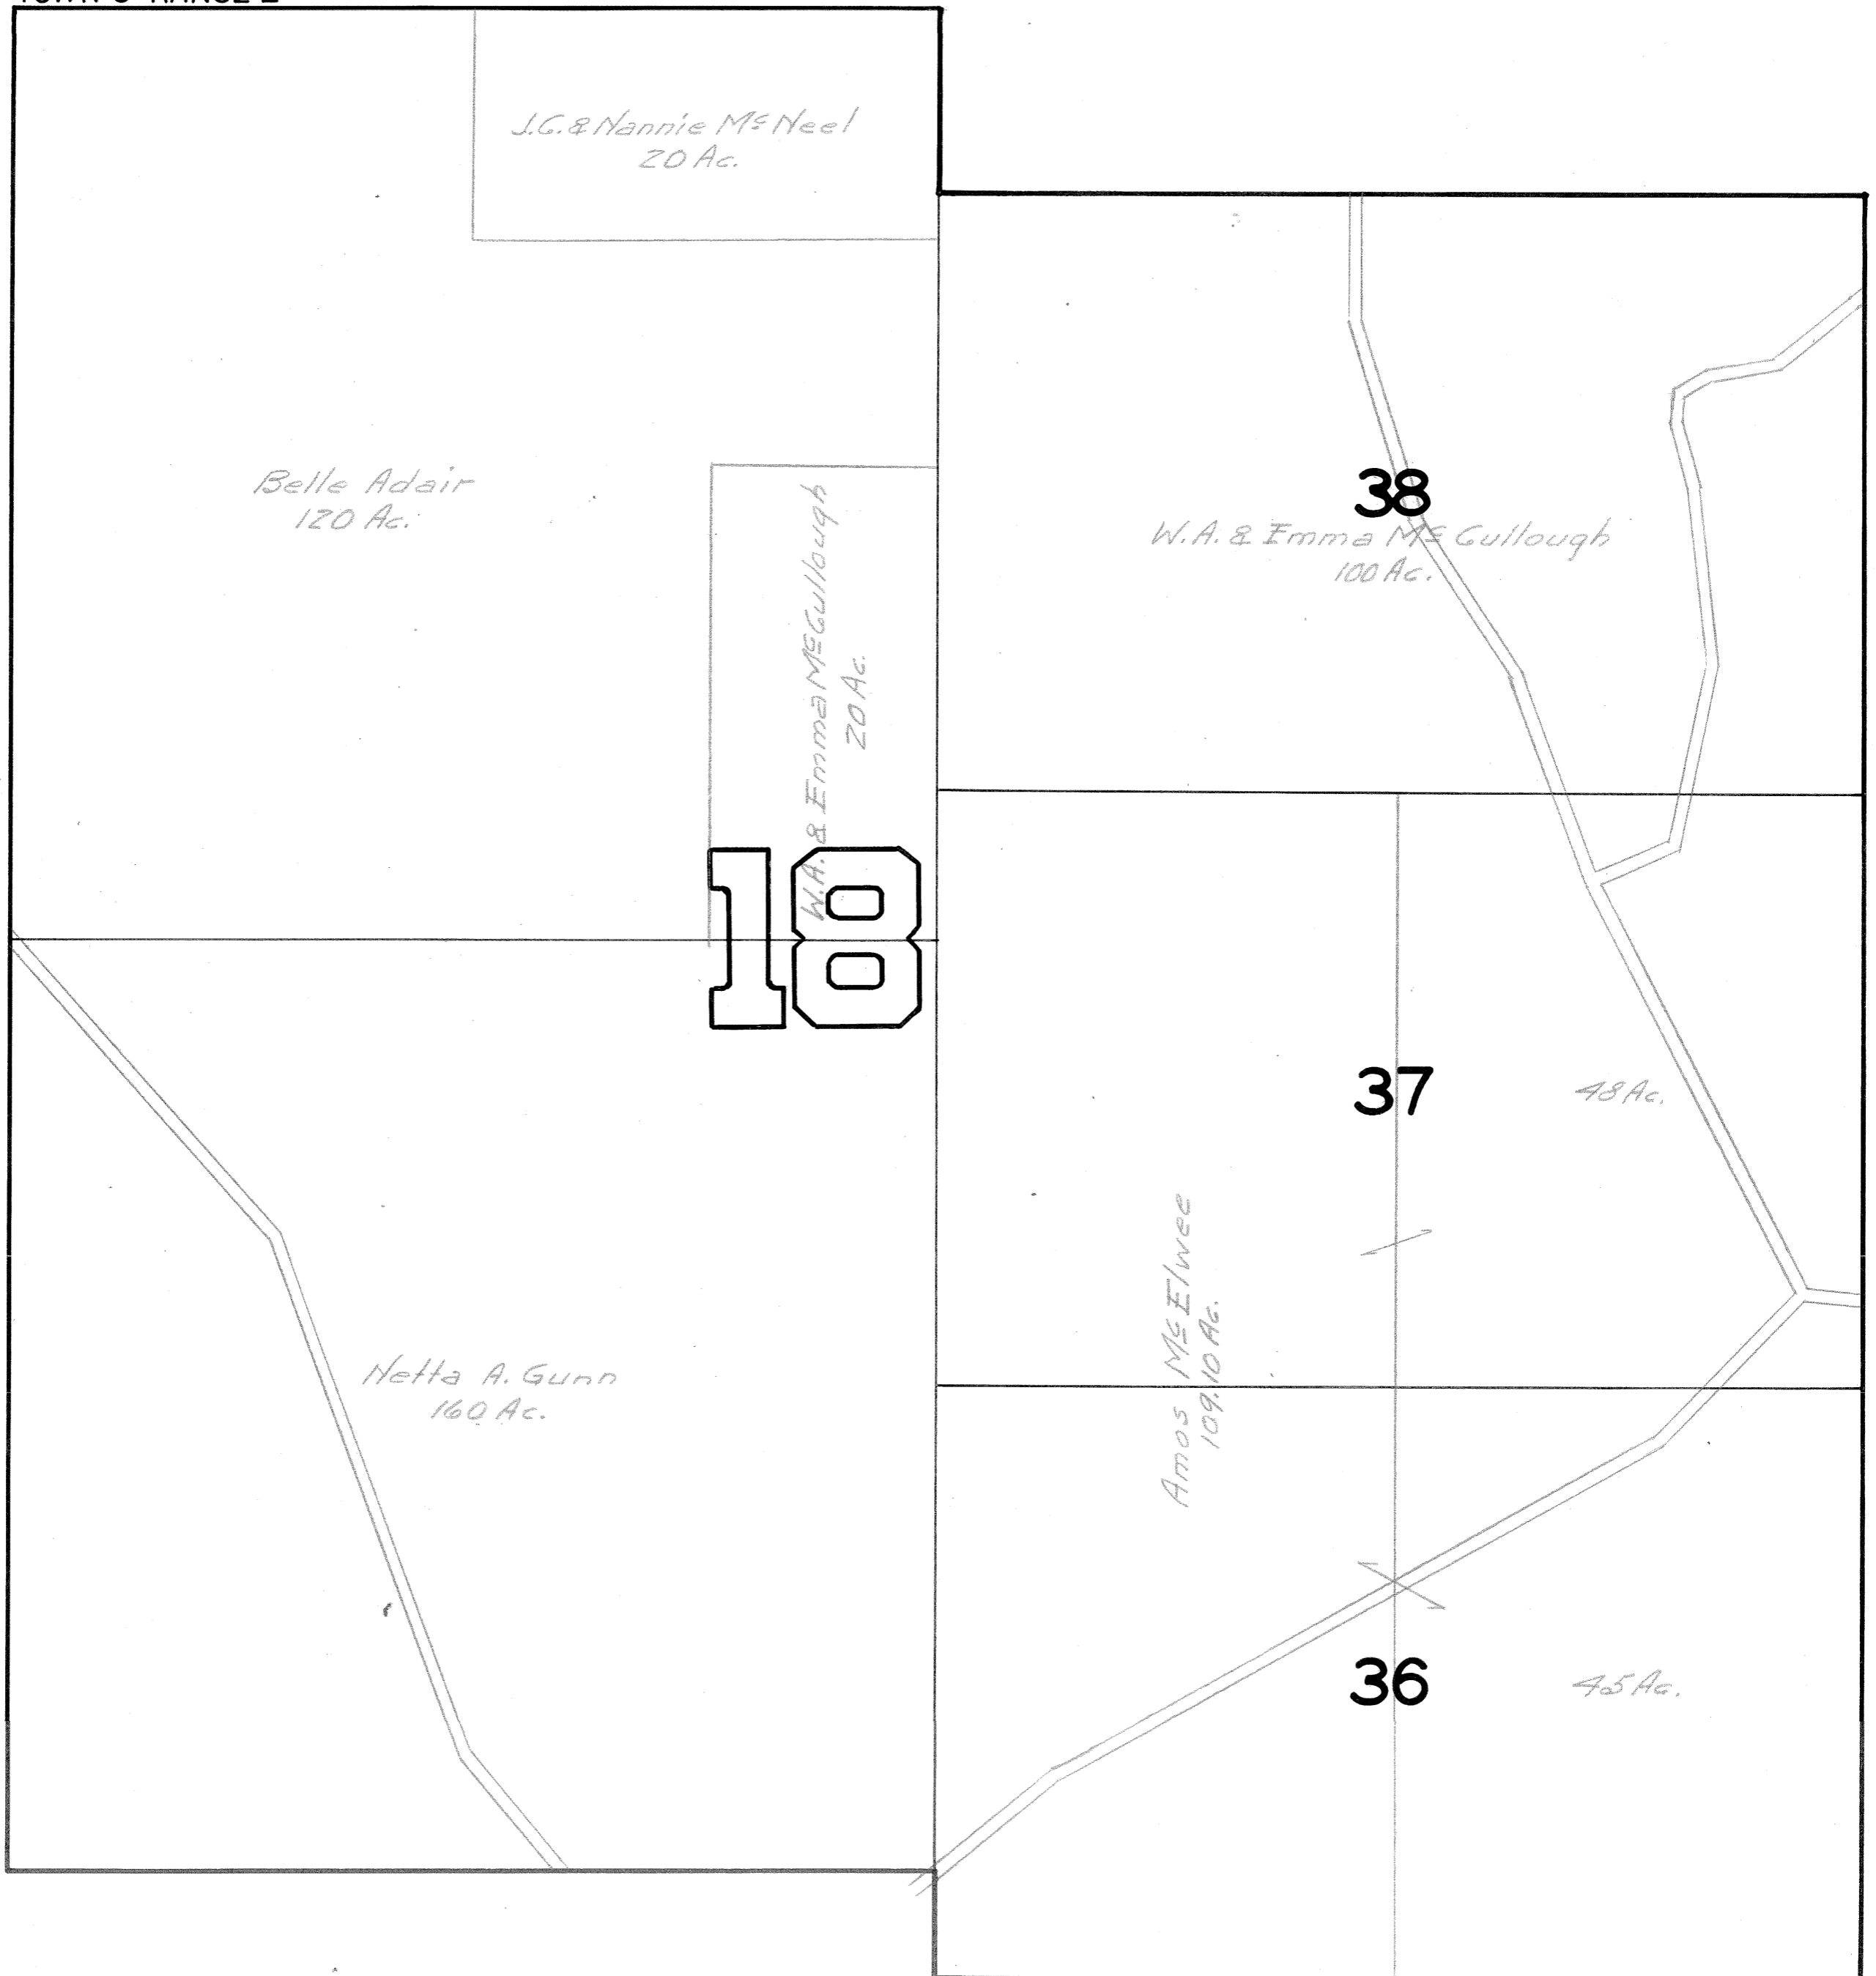 J.G. & Nannie McNeel
20 Ac.
Belle Adair
120 Ac.
W.A. & Emma McCullough
20 Ac.
38
W.A. & Emma McCullough
100 Ac.
18
37
48 Ac.
Amos McElwee
109.10 Ac.
Netta A. Gunn
160 Ac.
36
45 Ac.